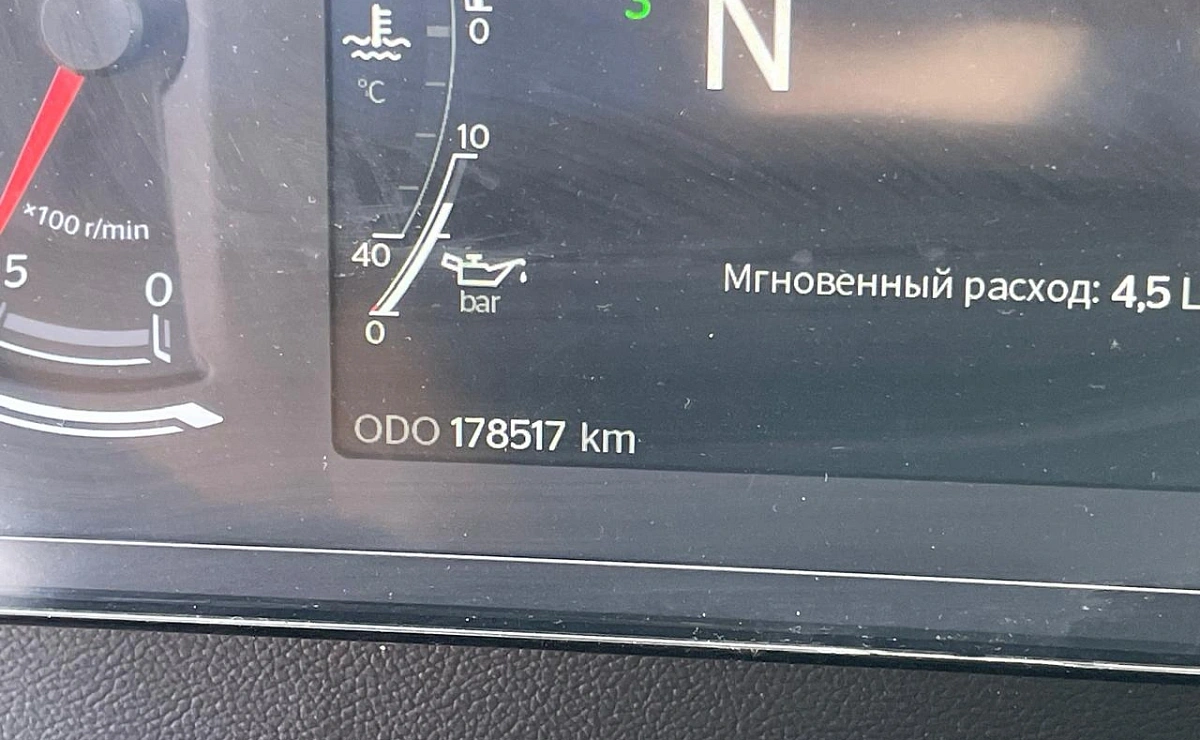 N
0
°C
10
×100 r/min
5
0
40
bar
0
Мгновенный расход: 4,5
ODO 178517 km